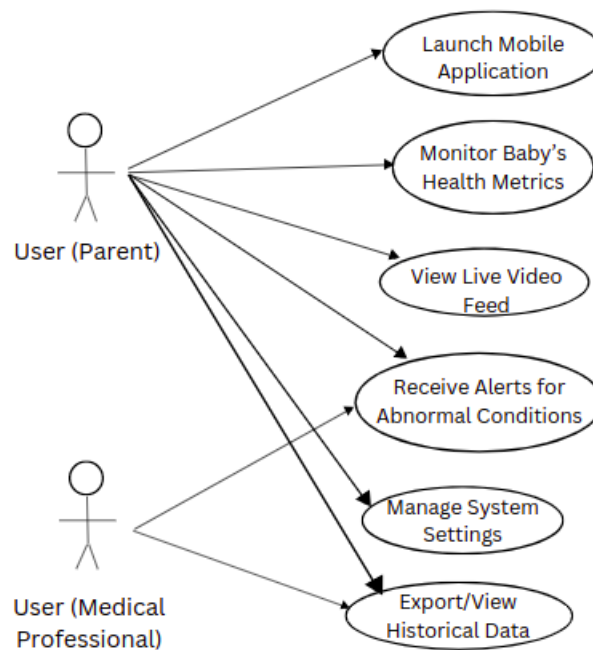 Launch Mobile
Application
Monitor Baby's
Health Metrics
User (Parent)
View Live Video
Feed
Receive Alerts for
Abnormal Conditions
Manage System
Settings
User (Medical
Professional)
Export/View
Historical Data